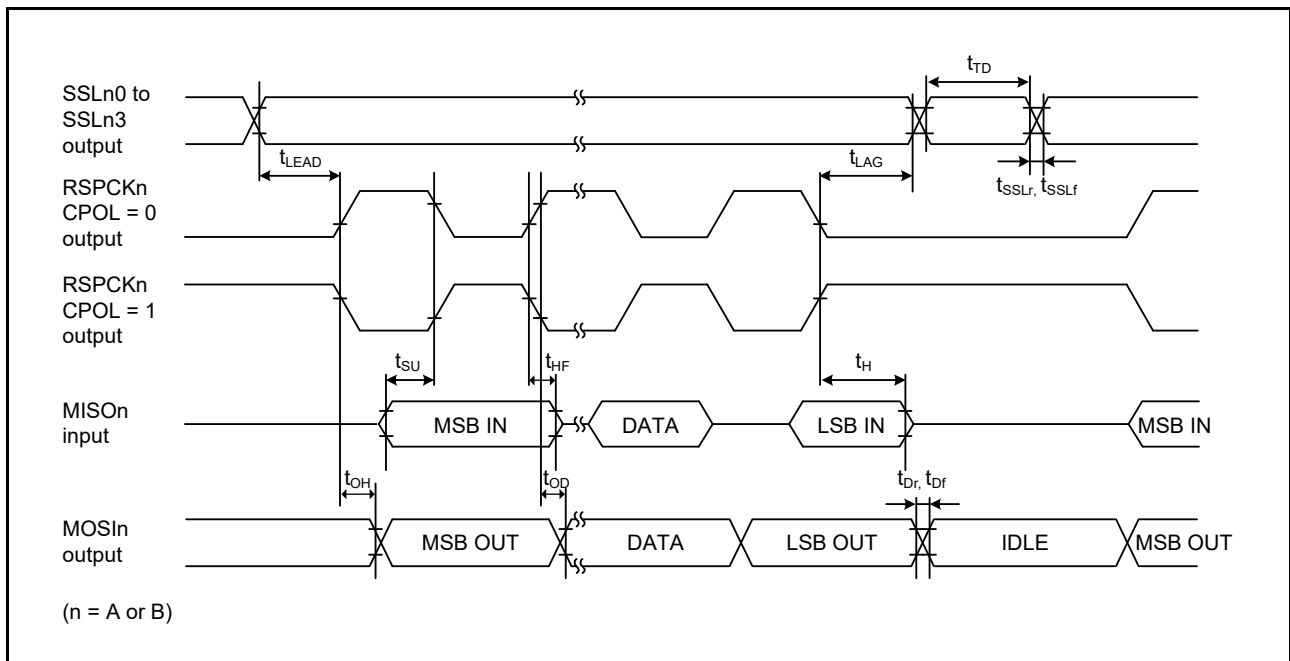 SSLn0 to
SSLn3
output
tTD
tLEAD
tLAG
tSSLr, tSSLf
RSPCKn
CPOL = 0
output
RSPCKn
CPOL = 1
output
tSU
tHF
tH
MISOn
input
MSB IN
DATA
LSB IN
MSB IN
tOH
tOD
tDr, tDf
MOSIn
output
MSB OUT
DATA
LSB OUT
IDLE
MSB OUT
(n = A or B)